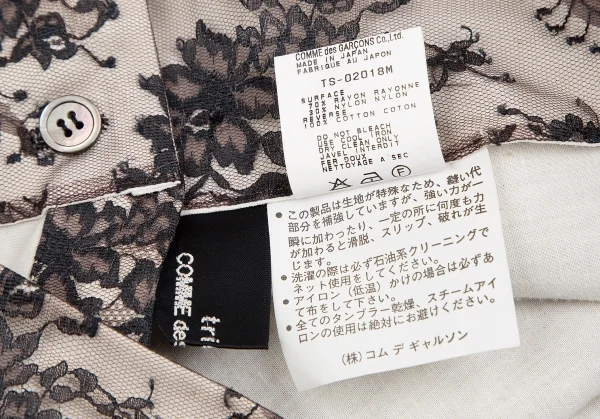 COMME des GARÇONS Co., Ltd.
MADE IN JAPAN
FABRIQUE AU JAPON
TS-02018M
SURFACE
70% RAYON RAYONNE
30% NYLON NYLON
REVERSE
100% COTTON COTON
DO NOT BLEACH
USE COOL IRON
DRY CLEAN ONLY
JAVEL INTERDIT
FER DOUX
NETTOYAGE A SEC
A F
●この製品は生地が特殊なため、縫い代
部分を補強していますが、強い力が一
瞬に加わったり、一定の所に何度も力
が加わると滑脱、スリップ、破れが生
じます。
●洗濯の際は必ず石油系クリーニングで
ネット使用をしてください。
●アイロン(低温)かけの場合は必ずあ
て布をして下さい。
●全てのタンブラー乾燥、スチームアイ
ロンの使用は絶対にお避けください。
(株)コム デ ギャルソン
tri
COMME des